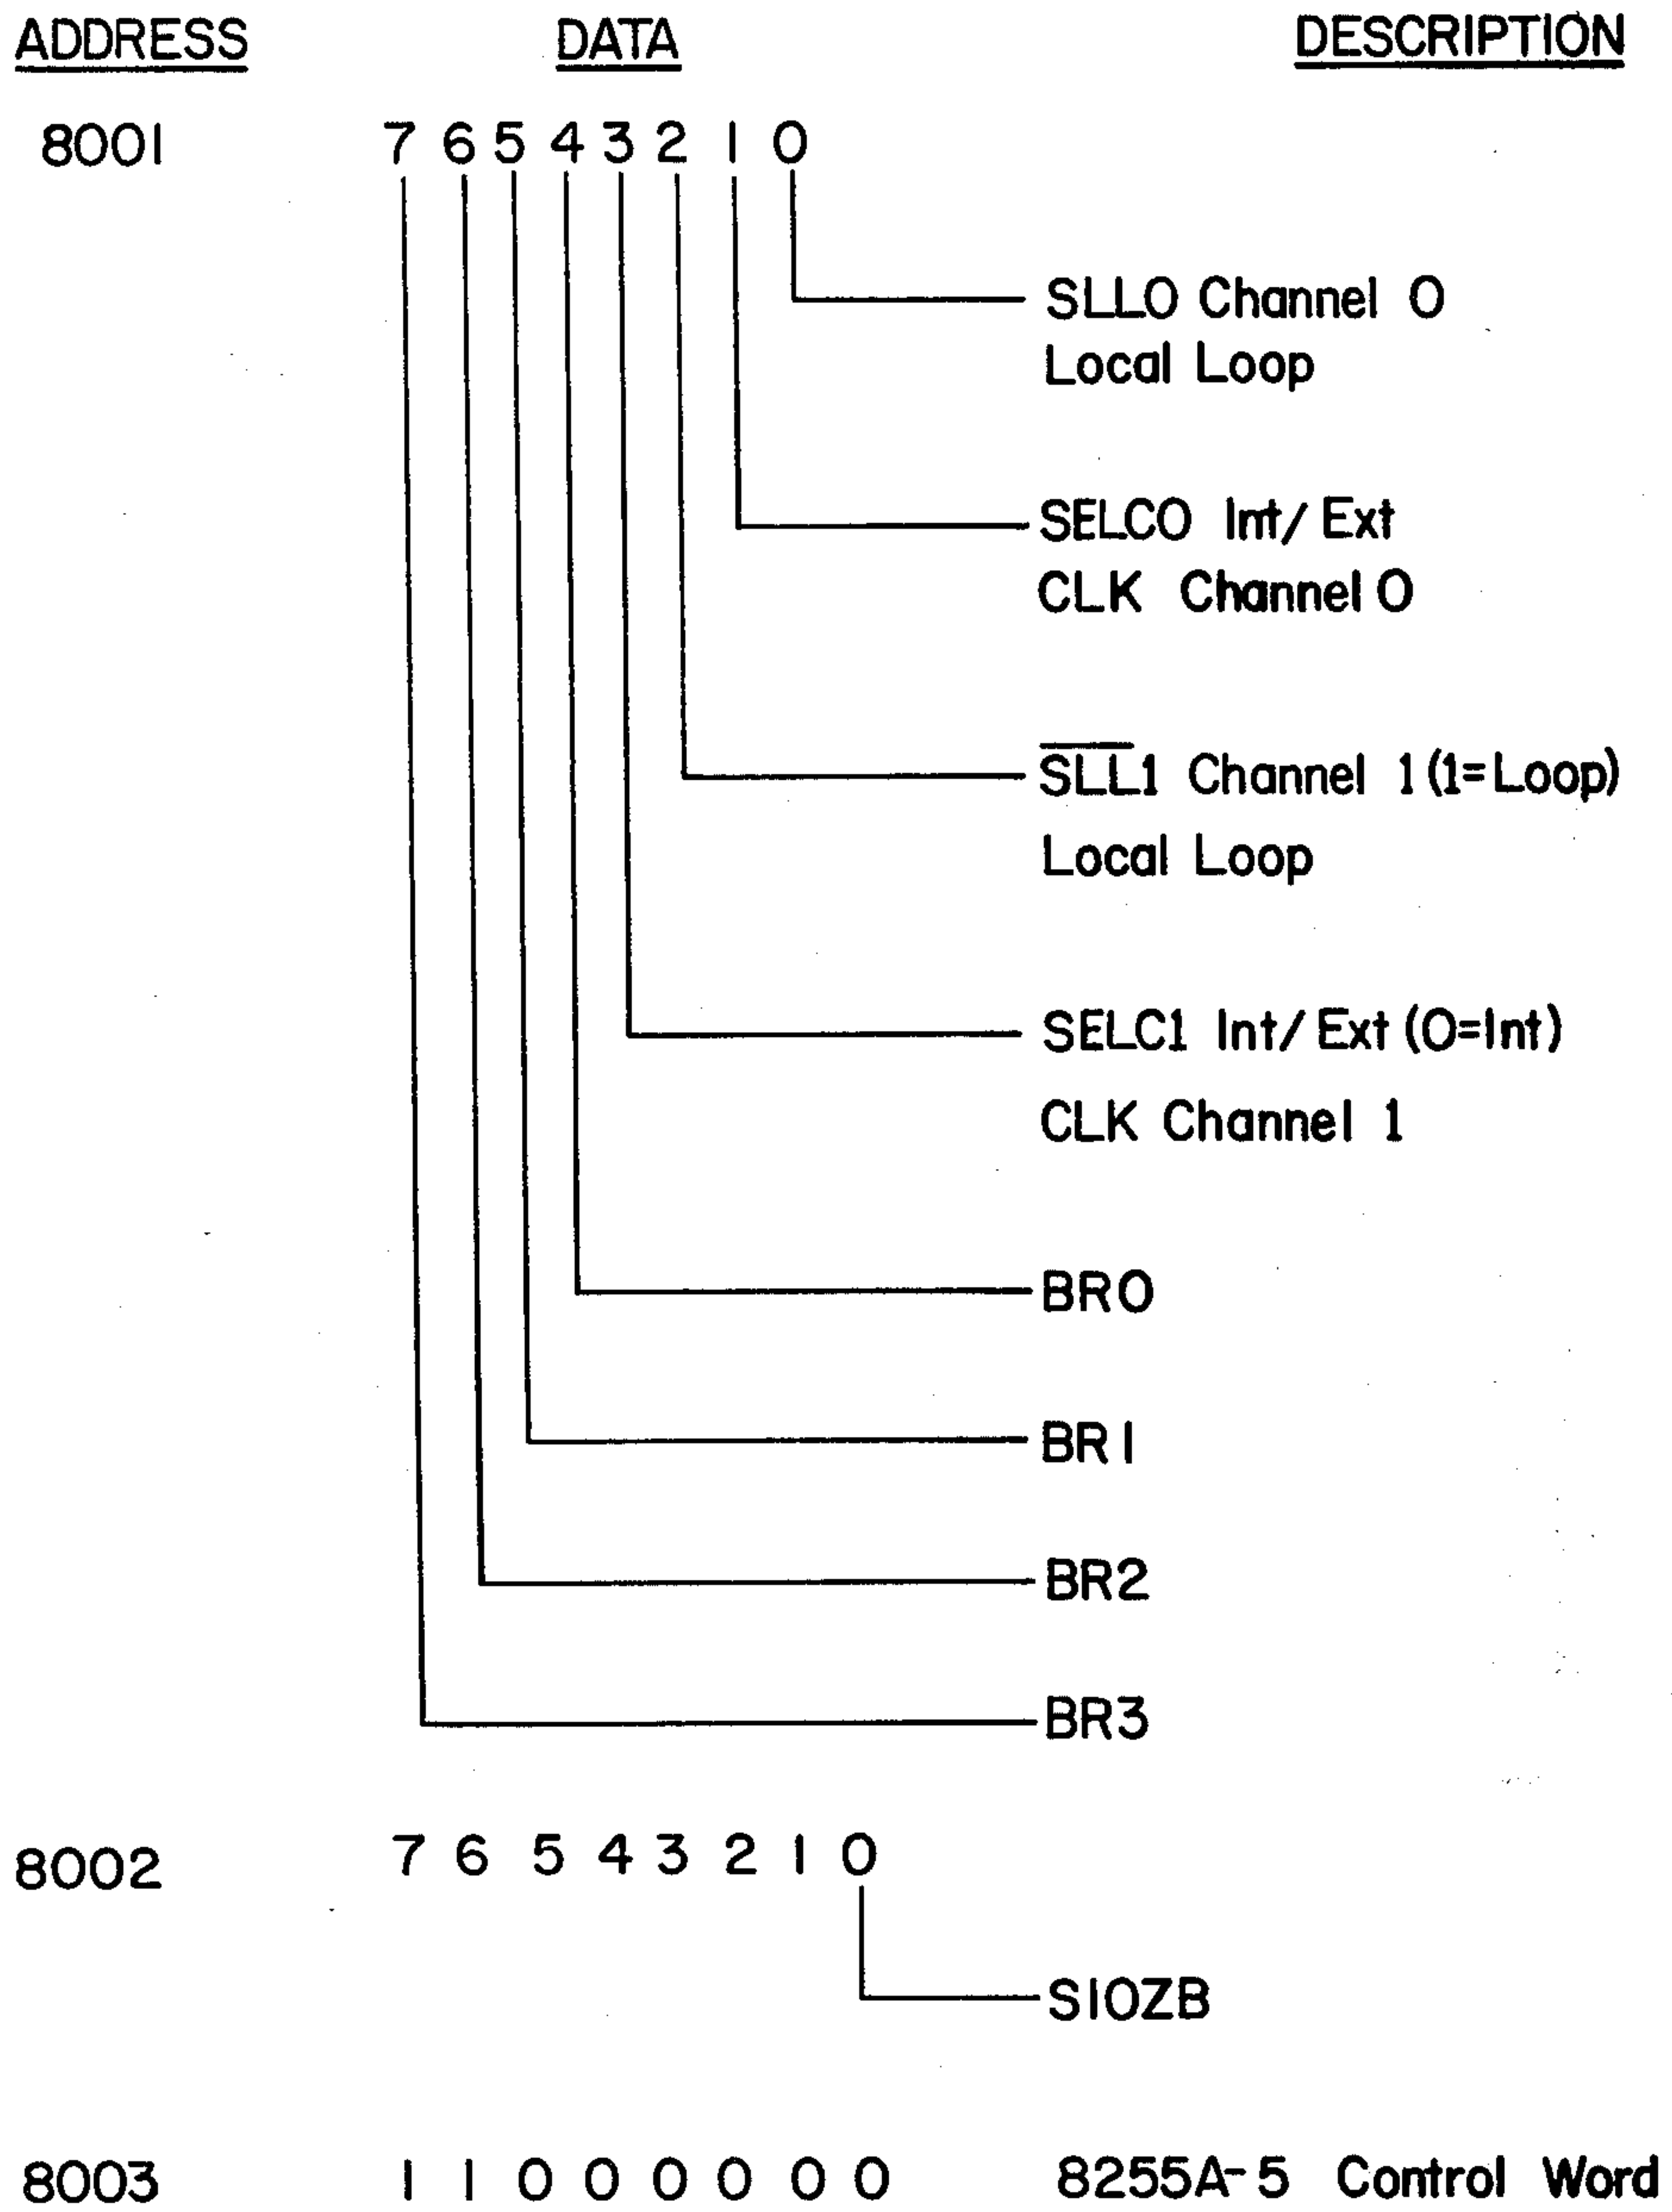 ADDRESS DATA DESCRIPTION
8001 7 6 5 4 3 2 1 0
SLL0 Channel 0
Local Loop
SELC0 Int/Ext
CLK Channel 0
S̅L̅L̅1 Channel 1 (1=Loop)
Local Loop
SELC1 Int/Ext (0=Int)
CLK Channel 1
BR0
BR1
BR2
BR3
8002 7 6 5 4 3 2 1 0
SIOZB
8003 1 1 0 0 0 0 0 0 8255A-5 Control Word